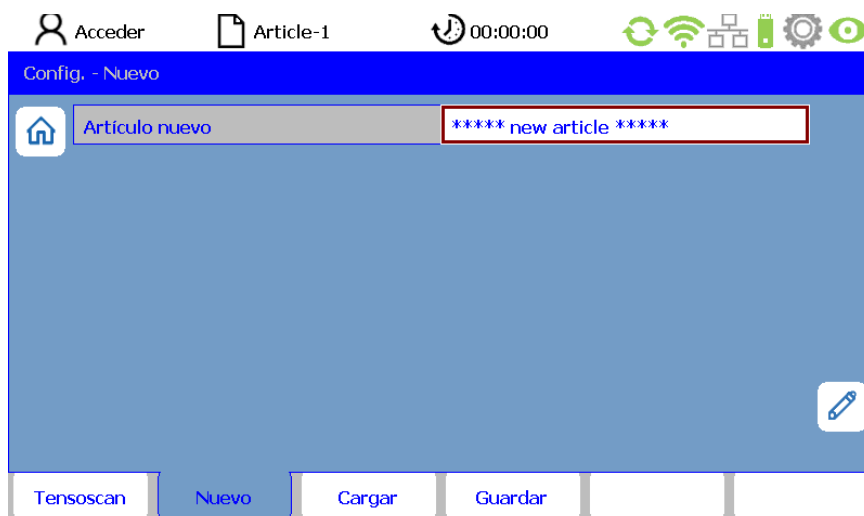 Acceder Article-1 00:00:00
Config. - Nuevo
Artículo nuevo ***** new article *****
Tensoscan Nuevo Cargar Guardar